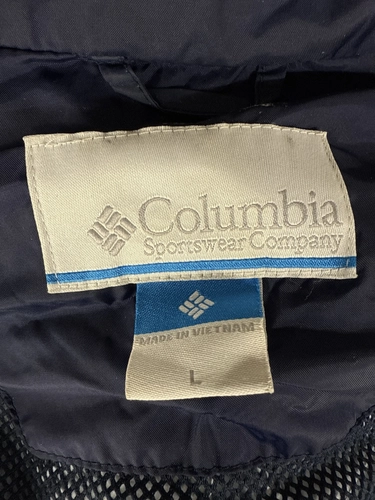 Columbia
Sportswear Company
MADE IN VIETNAM
L